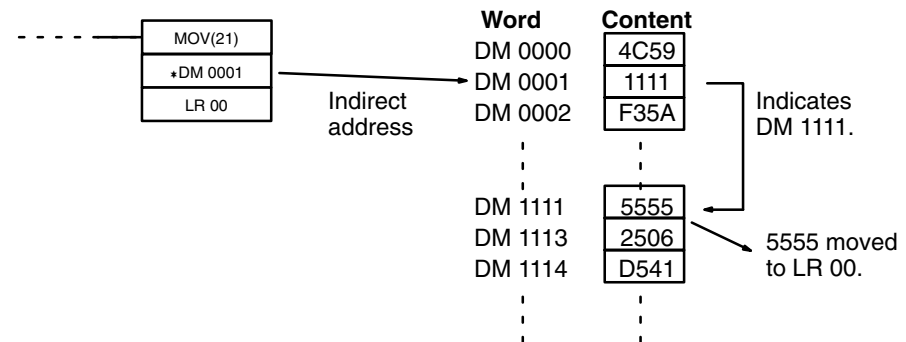 MOV(21)
*DM 0001
LR 00
Indirect
address
Word Content
DM 0000 4C59
DM 0001 1111
DM 0002 F35A
Indicates
DM 1111.
DM 1111 5555
DM 1113 2506
DM 1114 D541
5555 moved
to LR 00.